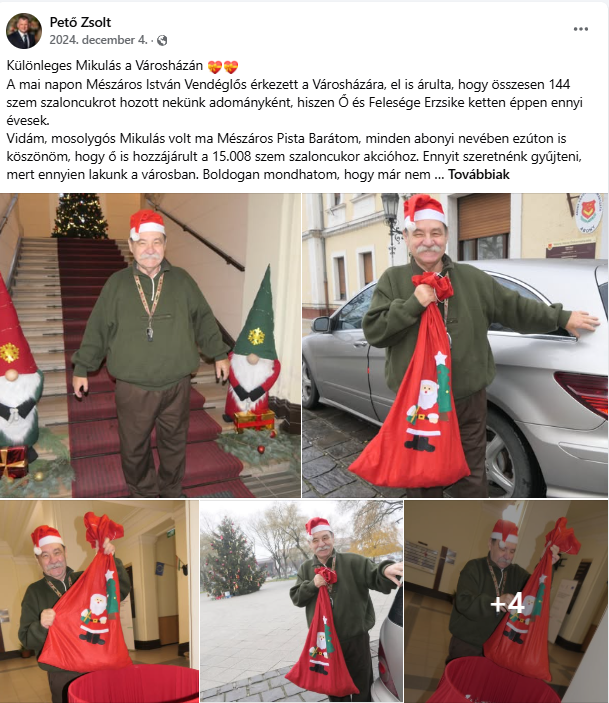 Pető Zsolt
2024. december 4. ·
Különleges Mikulás a Városházán
A mai napon Mészáros István Vendéglős érkezett a Városházára, el is árulta, hogy összesen 144
szem szaloncukrot hozott nekünk adományként, hiszen Ő és Felesége Erzsike ketten éppen ennyi
évesek.
Vidám, mosolygós Mikulás volt ma Mészáros Pista Barátom, minden abonyi nevében ezúton is
köszönöm, hogy ő is hozzájárult a 15.008 szem szaloncukor akcióhoz. Ennyit szeretnénk gyűjteni,
mert ennyien lakunk a városban. Boldogan mondhatom, hogy már nem ... Továbbiak
+4